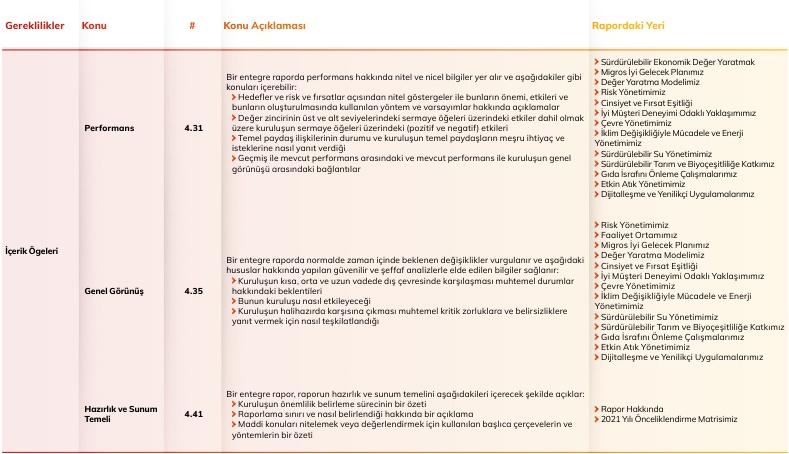 Gereklilikler Konu # Konu Açıklaması Rapordaki Yeri
İçerik Ögeleri
Performans
4.31
Bir entegre raporda performans hakkında nitel ve nicel bilgiler yer alır ve aşağıdakiler gibi
konuları içerebilir:
Hedefler ve risk ve fırsatlar açısından nitel göstergeler ile bunların önemi, etkileri ve
bunların oluşturulmasında kullanılan yöntem ve varsayımlar hakkında açıklamalar
Değer zincirinin üst ve alt seviyelerindeki sermaye öğeleri üzerindeki etkiler dahil olmak
üzere kuruluşun sermaye öğeleri üzerindeki (pozitif ve negatif) etkileri
Temel paydaş ilişkilerinin durumu ve kuruluşun temel paydaşların meşru ihtiyaç ve
isteklerine nasıl yanıt verdiği
Geçmiş ile mevcut performans arasındaki ve mevcut performans ile kuruluşun genel
görünüşü arasındaki bağlantılar
Sürdürülebilir Ekonomik Değer Yaratmak
Migros İyi Gelecek Planımız
Değer Yaratma Modelimiz
Risk Yönetimimiz
Cinsiyet ve Fırsat Eşitliği
İyi Müşteri Deneyimi Odaklı Yaklaşımımız
Çevre Yönetimimiz
İklim Değişikliğiyle Mücadele ve Enerji
Yönetimimiz
Sürdürülebilir Su Yönetimimiz
Sürdürülebilir Tarım ve Biyoçeşitliliğe Katkımız
Gıda İsrafını Önleme Çalışmalarımız
Etkin Atık Yönetimimiz
Dijitalleşme ve Yenilikçi Uygulamalarımız
Genel Görünüş
4.35
Bir entegre raporda normalde zaman içinde beklenen değişiklikler vurgulanır ve aşağıdaki
hususlar hakkında yapılan güvenilir ve şeffaf analizlerle elde edilen bilgiler sağlanır:
Kuruluşun kısa, orta ve uzun vadede dış çevresinde karşılaşması muhtemel durumlar
hakkındaki beklentileri
Bunun kuruluşu nasıl etkileyeceği
Kuruluşun halihazırda karşısına çıkması muhtemel kritik zorluklara ve belirsizliklere
yanıt vermek için nasıl teşkilatlandığı
Risk Yönetimimiz
Faaliyet Ortamımız
Migros İyi Gelecek Planımız
Değer Yaratma Modelimiz
Cinsiyet ve Fırsat Eşitliği
İyi Müşteri Deneyimi Odaklı Yaklaşımımız
Çevre Yönetimimiz
İklim Değişikliğiyle Mücadele ve Enerji
Yönetimimiz
Sürdürülebilir Su Yönetimimiz
Sürdürülebilir Tarım ve Biyoçeşitliliğe Katkımız
Gıda İsrafını Önleme Çalışmalarımız
Etkin Atık Yönetimimiz
Dijitalleşme ve Yenilikçi Uygulamalarımız
Hazırlık ve Sunum
Temeli
4.41
Bir entegre rapor, raporun hazırlık ve sunum temelini aşağıdakileri içerecek şekilde açıklar:
Kuruluşun önemlilik belirleme sürecinin bir özeti
Raporlama sınırı ve nasıl belirlendiği hakkında bir açıklama
Maddi konuları nitelemek veya değerlendirmek için kullanılan başlıca çerçevelerin ve
yöntemlerin bir özeti
Rapor Hakkında
2021 Yılı Önceliklendirme Matrisimiz